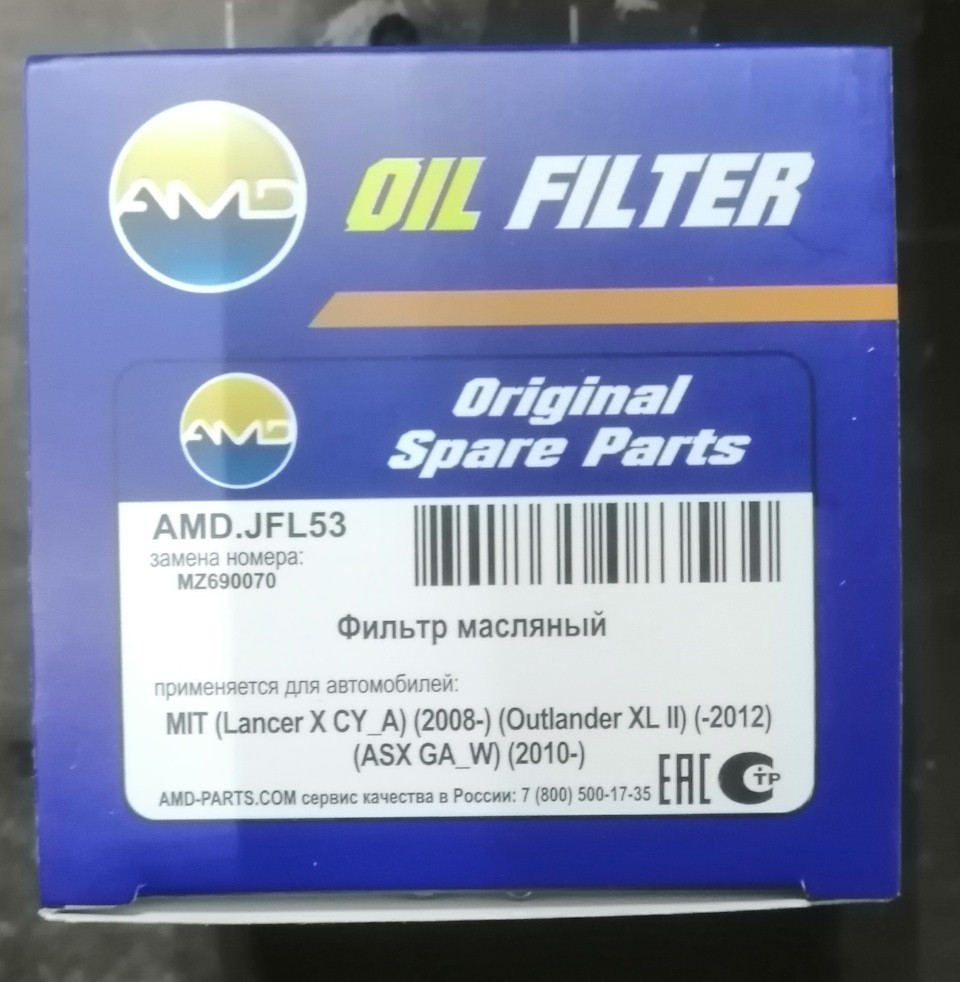 AMD
OIL FILTER
AMD
Original
Spare Parts
AMD.JFL53
замена номера:
MZ690070
Фильтр масляный
применяется для автомобилей:
MIT (Lancer X CY_A) (2008-) (Outlander XL II) (-2012)
(ASX GA_W) (2010-)
AMD-PARTS.COM сервис качества в России: 7 (800) 500-17-35
EAC
ТР